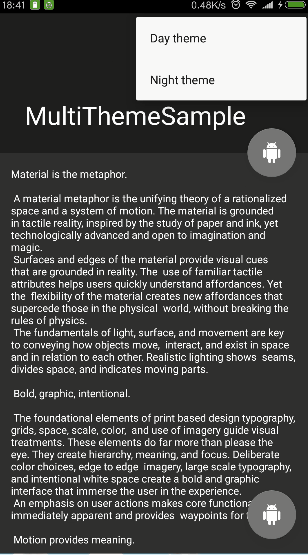 18:41
0.48K/s
Day theme
Night theme
MultiThemeSample
Material is the metaphor.
A material metaphor is the unifying theory of a rationalized
space and a system of motion. The material is grounded
in tactile reality, inspired by the study of paper and ink, yet
technologically advanced and open to imagination and
magic.
Surfaces and edges of the material provide visual cues
that are grounded in reality. The use of familiar tactile
attributes helps users quickly understand affordances. Yet
the flexibility of the material creates new affordances that
supercede those in the physical world, without breaking the
rules of physics.
The fundamentals of light, surface, and movement are key
to conveying how objects move, interact, and exist in space
and in relation to each other. Realistic lighting shows seams,
divides space, and indicates moving parts.
Bold, graphic, intentional.
The foundational elements of print based design typography,
grids, space, scale, color, and use of imagery guide visual
treatments. These elements do far more than please the
eye. They create hierarchy, meaning, and focus. Deliberate
color choices, edge to edge imagery, large scale typography,
and intentional white space create a bold and graphic
interface that immerse the user in the experience.
An emphasis on user actions makes core functional
immediately apparent and provides waypoints for
Motion provides meaning.